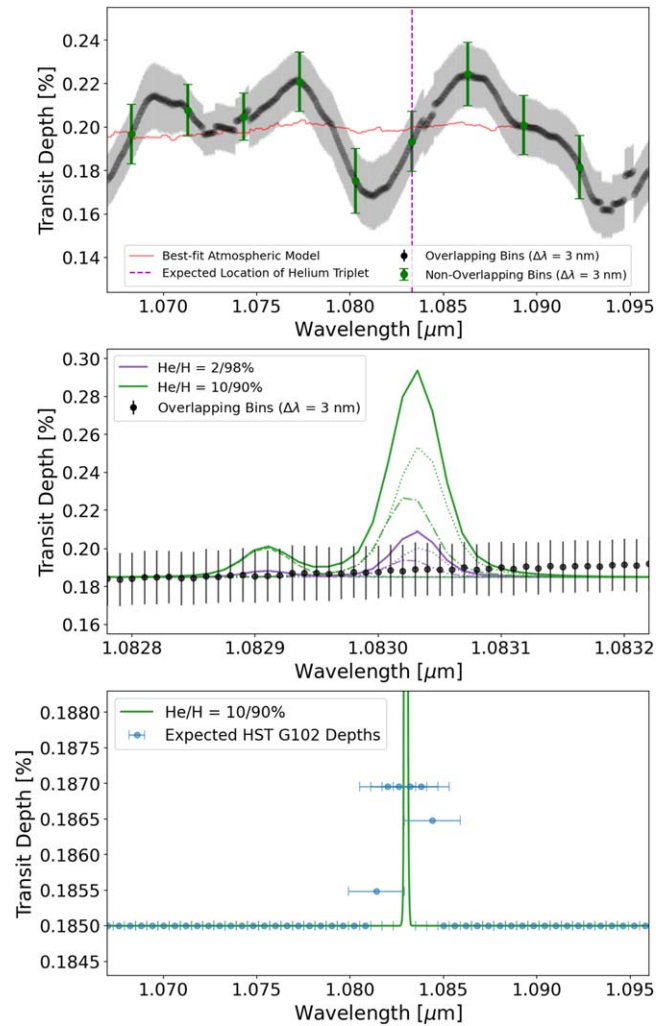 0.24
0.22
0.20
0.18
0.16
0.14
Transit Depth [%]
Best-fit Atmospheric Model
Expected Location of Helium Triplet
Overlapping Bins (Δλ = 3 nm)
Non-Overlapping Bins (Δλ = 3 nm)
1.070 1.075 1.080 1.085 1.090 1.095
Wavelength [μm]
0.30
0.28
0.26
0.24
0.22
0.20
0.18
0.16
Transit Depth [%]
He/H = 2/98%
He/H = 10/90%
Overlapping Bins (Δλ = 3 nm)
1.0828 1.0829 1.0830 1.0831 1.0832
Wavelength [μm]
0.1880
0.1875
0.1870
0.1865
0.1860
0.1855
0.1850
0.1845
Transit Depth [%]
He/H = 10/90%
Expected HST G102 Depths
1.070 1.075 1.080 1.085 1.090 1.095
Wavelength [μm]